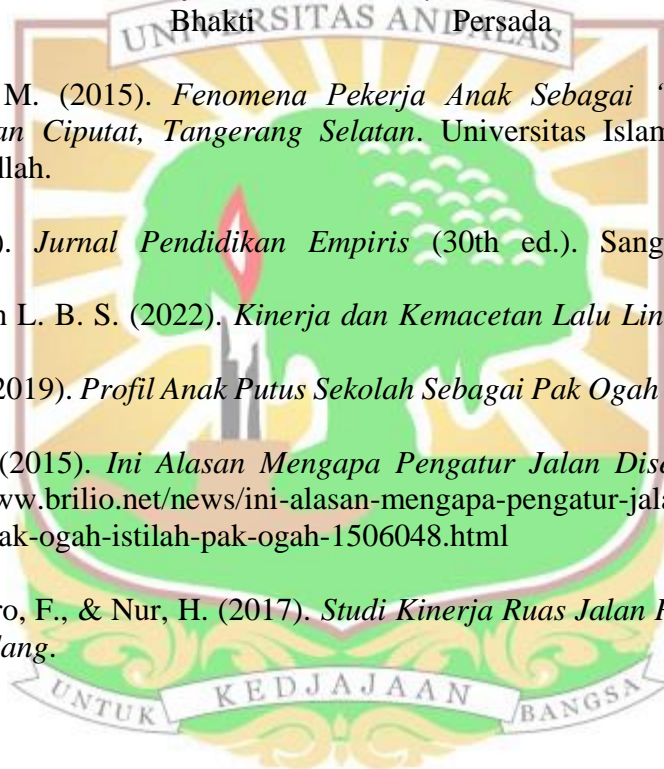 Bhakti Persada
UNIVERSITAS ANDALAS
M. (2015). Fenomena Pekerja Anak Sebagai “
an Ciputat, Tangerang Selatan. Universitas Islam
llah.
). Jurnal Pendidikan Empiris (30th ed.). Sang
n L. B. S. (2022). Kinerja dan Kemacetan Lalu Lin
2019). Profil Anak Putus Sekolah Sebagai Pak Ogah
(2015). Ini Alasan Mengapa Pengatur Jalan Dise
ww.brilio.net/news/ini-alasan-mengapa-pengatur-jala
ak-ogah-istilah-pak-ogah-1506048.html
ro, F., & Nur, H. (2017). Studi Kinerja Ruas Jalan
lang.
UNTUK KEDJAJAAN BANGSA